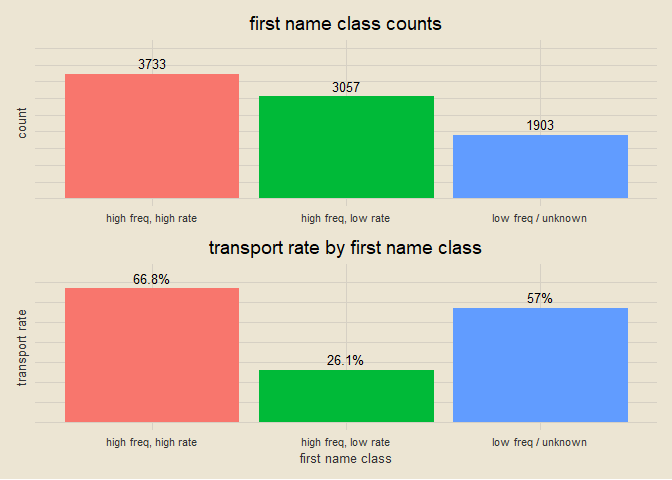 first name class counts
3733
3057
1903
count
high freq, high rate
high freq, low rate
low freq / unknown
transport rate by first name class
66.8%
57%
26.1%
transport rate
high freq, high rate
high freq, low rate
low freq / unknown
first name class